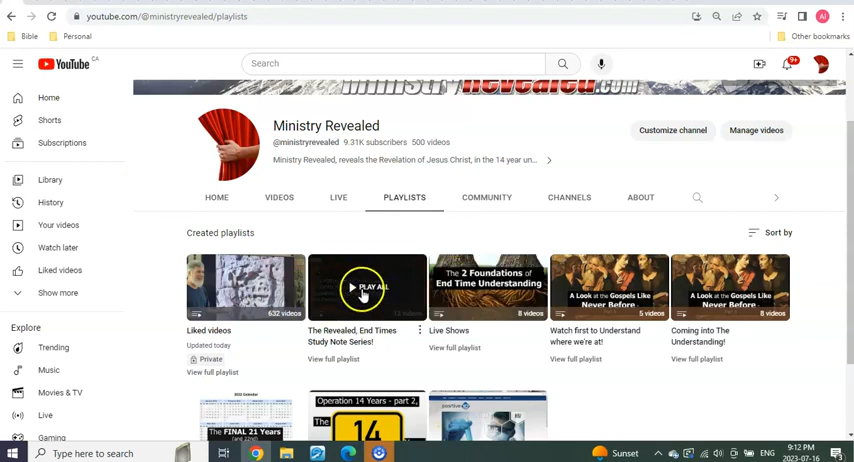 youtube.com/@ministryrevealed/playlists
AI
Bible
Personal
Other bookmarks
YouTube CA
Search
9+
Home
Shorts
Subscriptions
Library
History
Your videos
Watch later
Liked videos
Show more
Explore
Trending
Music
Movies & TV
Live
Gaming
MinistryRevealed.com
Ministry Revealed
@ministryrevealed 9.31K subscribers 500 videos
Ministry Revealed, reveals the Revelation of Jesus Christ, in the 14 year un...
Customize channel
Manage videos
HOME
VIDEOS
LIVE
PLAYLISTS
COMMUNITY
CHANNELS
ABOUT
Created playlists
Sort by
632 videos
Liked videos
Updated today
Private
View full playlist
PLAY ALL
The Revealed, End Times
Study Note Series!
View full playlist
The 2 Foundations of
End Time Understanding
8 videos
Live Shows
View full playlist
A Look at the Gospels Like
Never Before
5 videos
Watch first to Understand
where we're at!
View full playlist
A Look at the Gospels Like
Never Before
8 videos
Coming into The
Understanding!
View full playlist
2022 Calendar
The FINAL 21 Years
(and 22nd)
Operation 14 Years - part 2,
The
14
Type here to search
Sunset
ENG
9:12 PM
2023-07-16
3